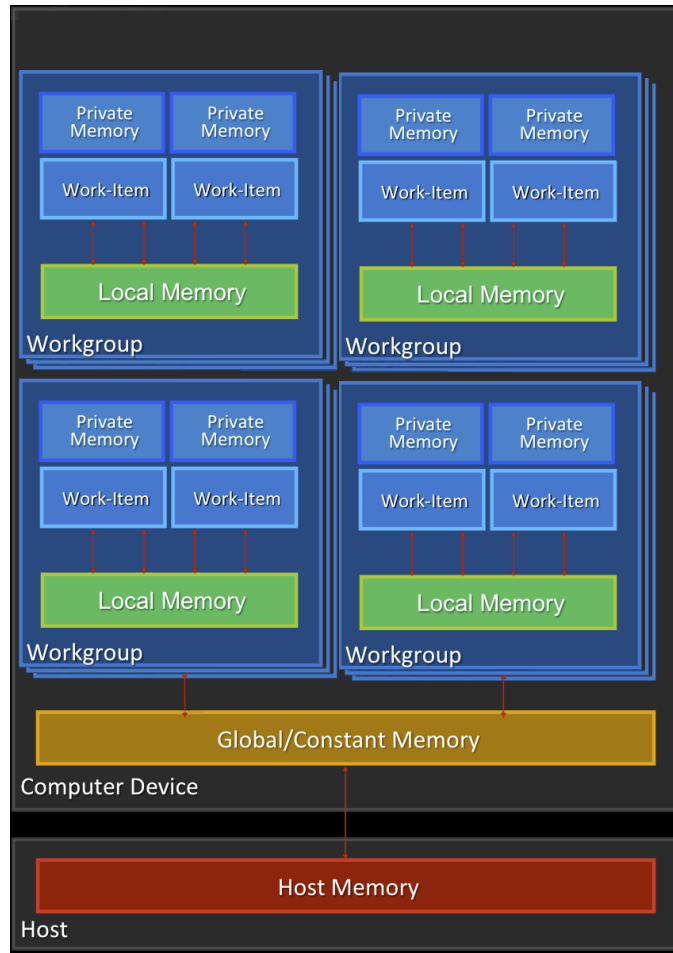 Private Memory
Private Memory
Work-Item
Work-Item
Local Memory
Workgroup
Private Memory
Private Memory
Work-Item
Work-Item
Local Memory
Workgroup
Private Memory
Private Memory
Work-Item
Work-Item
Local Memory
Workgroup
Private Memory
Private Memory
Work-Item
Work-Item
Local Memory
Workgroup
Global/Constant Memory
Computer Device
Host Memory
Host